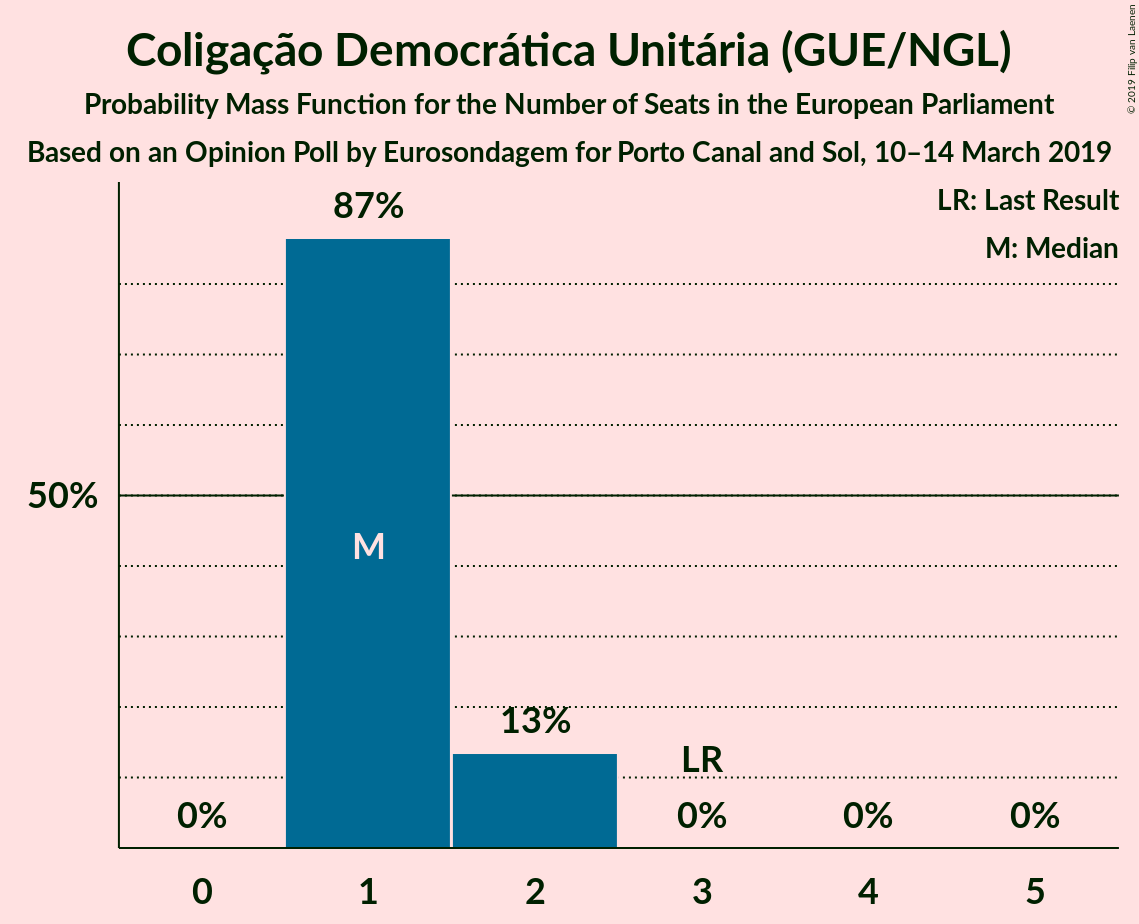 Coligação Democrática Unitária (GUE/NGL)
Probability Mass Function for the Number of Seats in the European Parliament
Based on an Opinion Poll by Eurosondagem for Porto Canal and Sol, 10–14 March 2019
© 2019 Filip van Laenen
LR: Last Result
M: Median
87%
50%
M
13%
LR
0%
0%
0%
0%
0
1
2
3
4
5